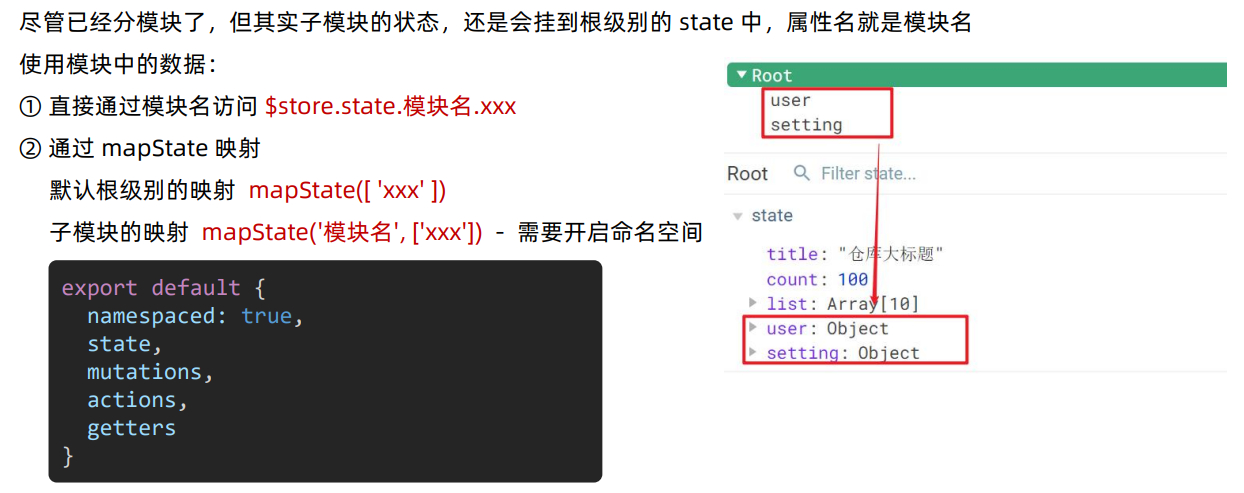 尽管已经分模块了，但其实子模块的状态，还是会挂到根级别的 state 中，属性名就是模块名
使用模块中的数据：
① 直接通过模块名访问 $store.state.模块名.xxx
② 通过 mapState 映射
默认根级别的映射 mapState([ 'xxx' ])
子模块的映射 mapState('模块名', ['xxx']) - 需要开启命名空间
export default {
namespaced: true,
state,
mutations,
actions,
getters
}
Root
user
setting
Root Filter state...
state
title: "仓库大标题"
count: 100
list: Array[10]
user: Object
setting: Object